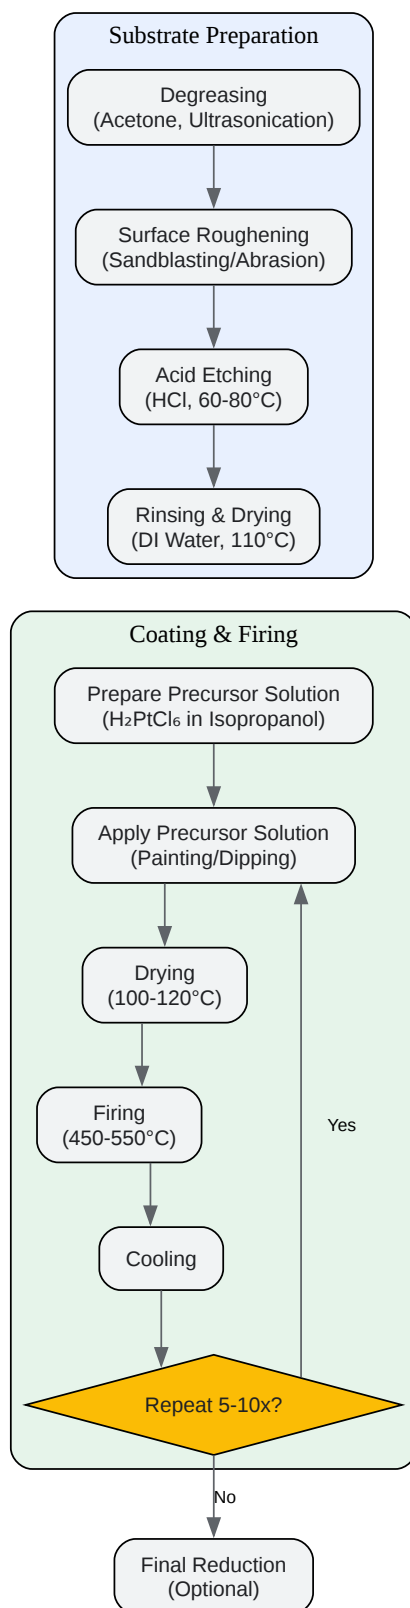 Substrate Preparation
Degreasing
(Acetone, Ultrasonication)
Surface Roughening
(Sandblasting/Abrasion)
Acid Etching
(HCl, 60-80°C)
Rinsing & Drying
(DI Water, 110°C)
Coating & Firing
Prepare Precursor Solution
(H₂PtCl₆ in Isopropanol)
Apply Precursor Solution
(Painting/Dipping)
Drying
(100-120°C)
Firing
(450-550°C)
Yes
Cooling
Repeat 5-10x?
No
Final Reduction
(Optional)